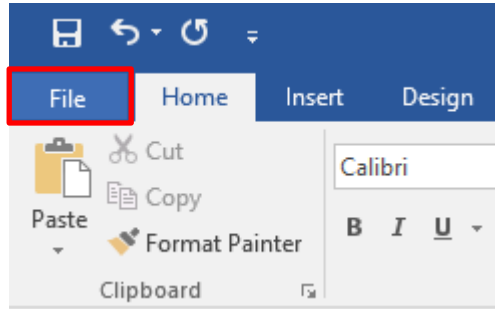 File Home Insert Design
Cut
Calibri
Copy
Paste
B I U
Format Painter
Clipboard